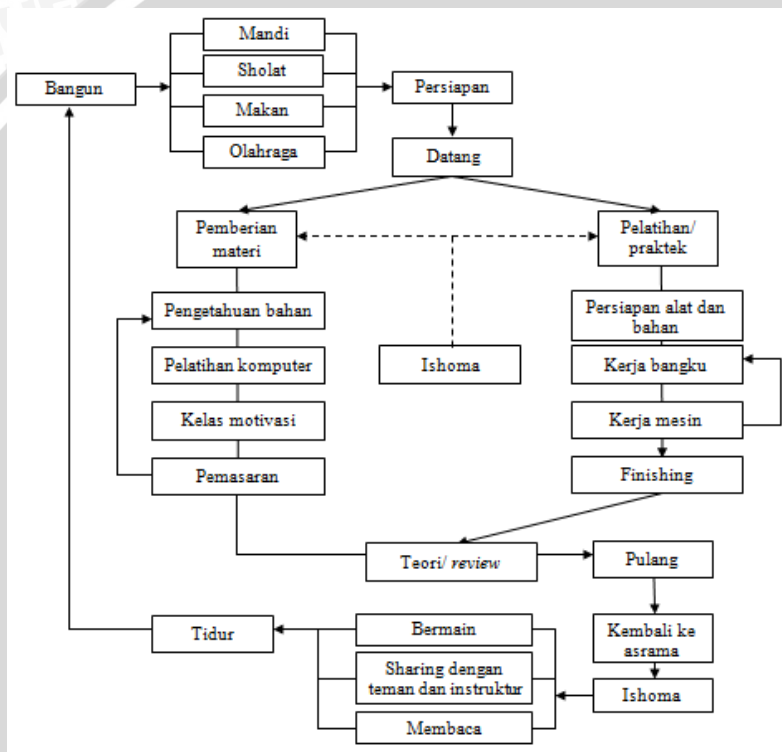 Mandi
Sholat
Bangun
Persiapan
Makan
Olahraga
Datang
Pemberian
materi
Pelatihan/
praktek
Pengetahuan bahan
Persiapan alat dan
bahan
Pelatihan komputer
Ishoma
Kerja bangku
Kelas motivasi
Kerja mesin
Pemasaran
Finishing
Teori/ review
Pulang
Tidur
Bermain
Kembali ke
asrama
Sharing dengan
teman dan instruktur
Ishoma
Membaca